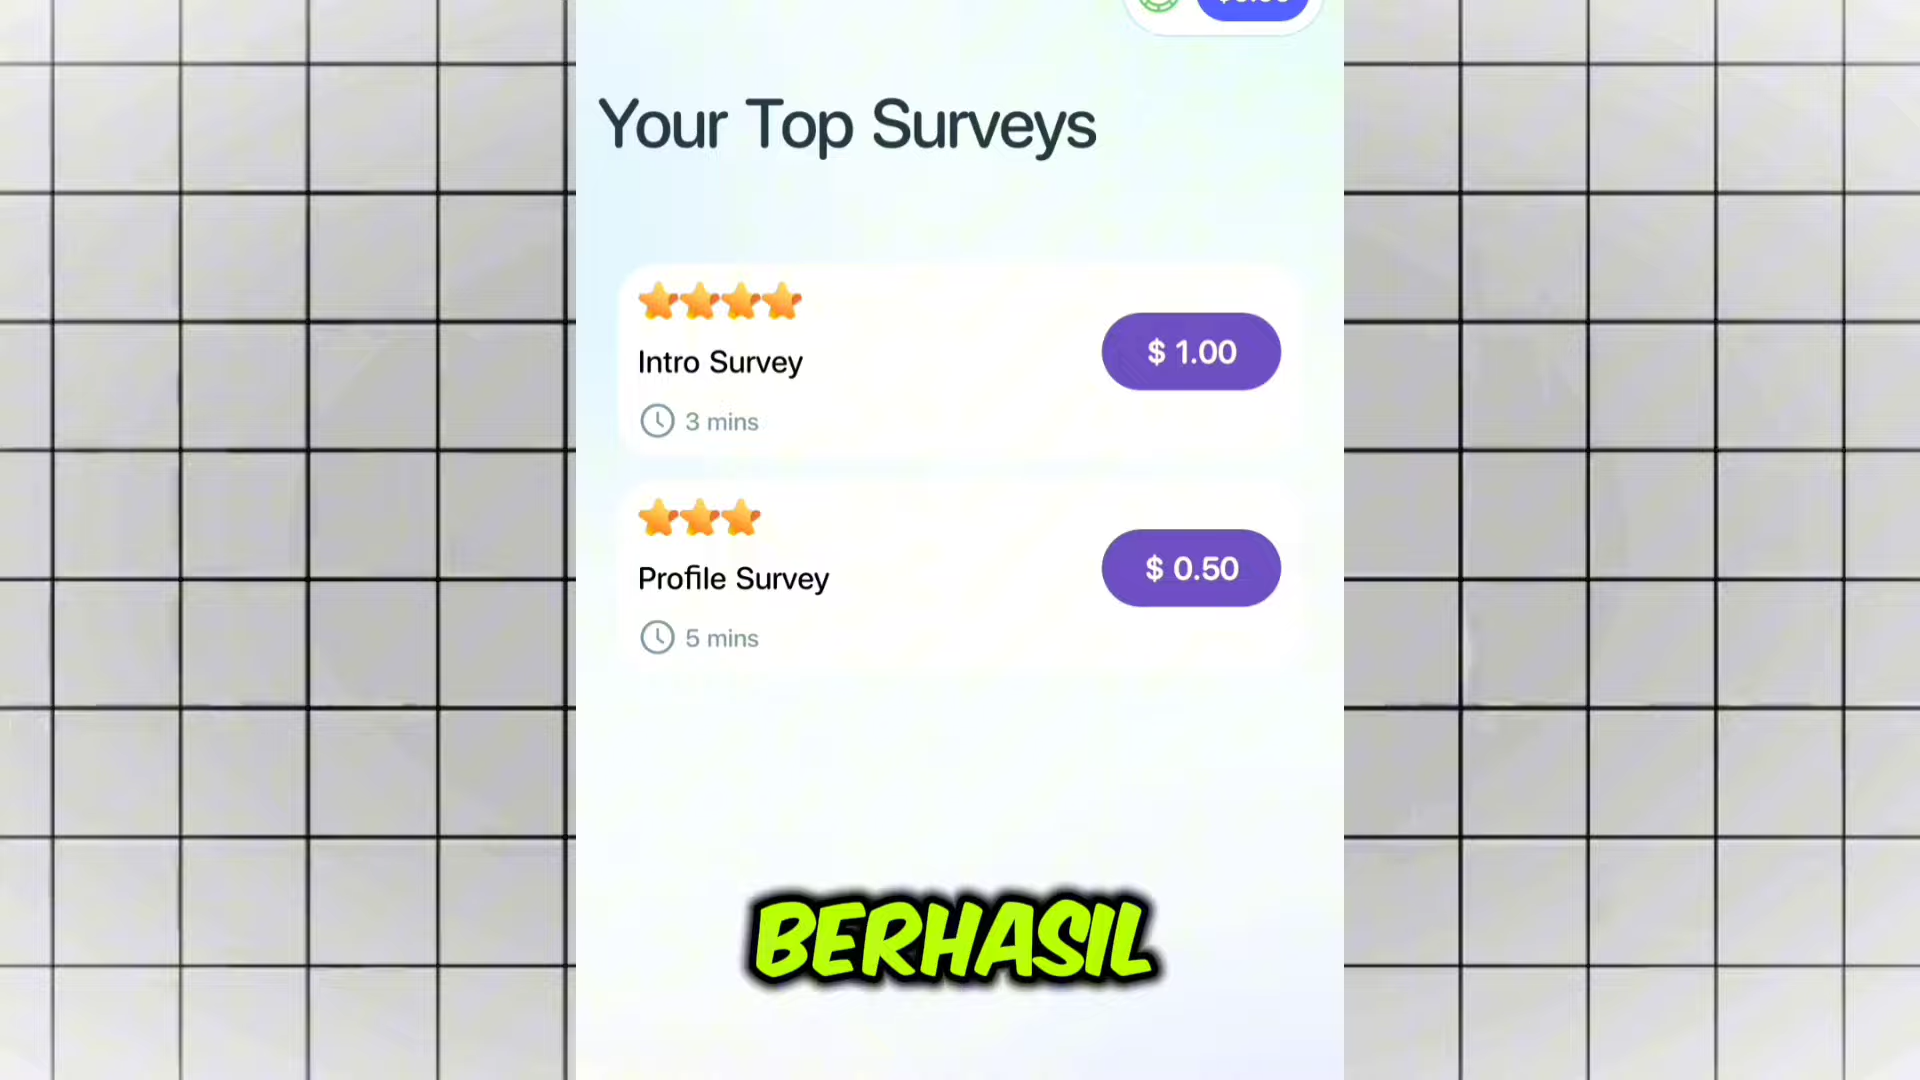 Your Top Surveys
Intro Survey
$ 1.00
3 mins
Profile Survey
$ 0.50
5 mins
BERHASIL